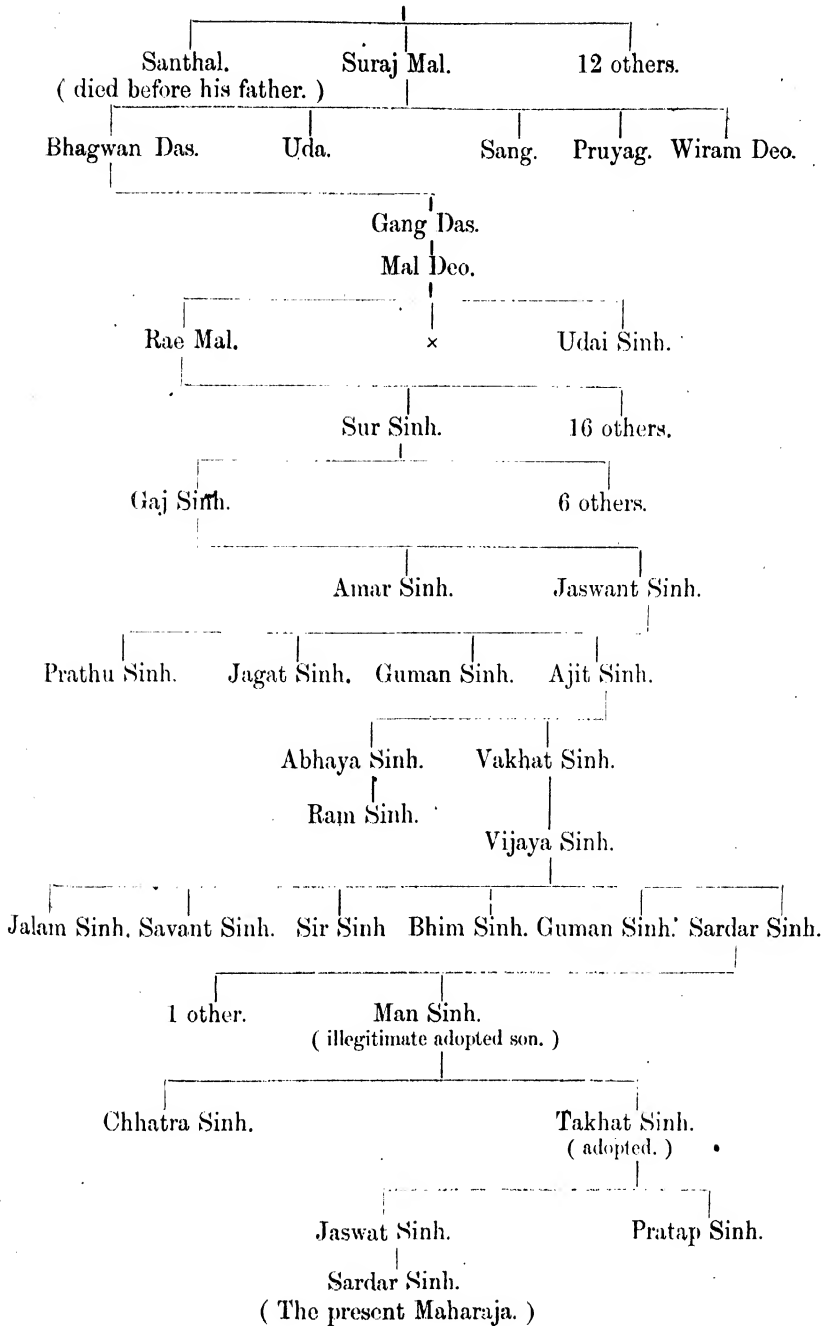 Santhal. Suraj Mal. 12 others.
( died before his father. )
Bhagwan Das. Uda. Sang. Pruyag. Wiram Deo.
Gang Das.
Mal Deo.
Rae Mal. × Udai Sinh.
Sur Sinh. 16 others.
Gaj Sinh. 6 others.
Amar Sinh. Jaswant Sinh.
Prathu Sinh. Jagat Sinh. Guman Sinh. Ajit Sinh.
Abhaya Sinh. Vakhat Sinh.
Ram Sinh.
Vijaya Sinh.
Jalam Sinh. Savant Sinh. Sir Sinh Bhim Sinh. Guman Sinh. Sardar Sinh.
1 other. Man Sinh.
( illegitimate adopted son. )
Chhatra Sinh. Takhat Sinh.
( adopted. )
Jaswat Sinh. Pratap Sinh.
Sardar Sinh.
( The present Maharaja. )